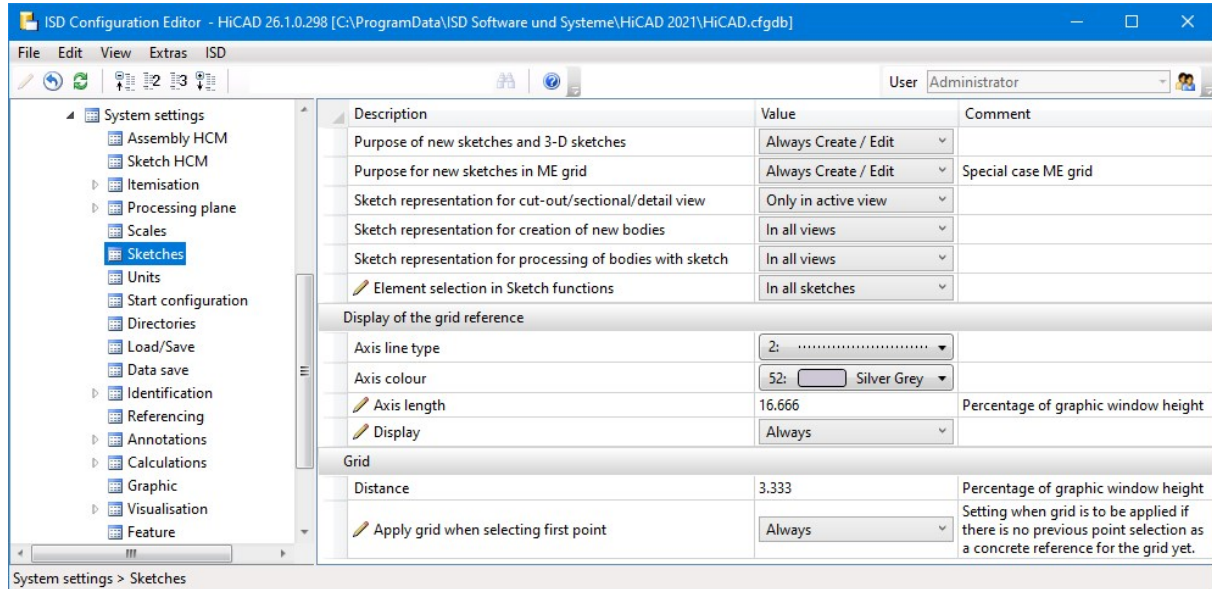 ISD Configuration Editor - HiCAD 26.1.0.298 [C:\ProgramData\ISD Software und Systeme\HiCAD 2021\HiCAD.cfgdb]
File Edit View Extras ISD
2 3 User Administrator
System settings
Assembly HCM
Sketch HCM
Itemisation
Processing plane
Scales
Sketches
Units
Start configuration
Directories
Load/Save
Data save
Identification
Referencing
Annotations
Calculations
Graphic
Visualisation
Feature
Description Value Comment
Purpose of new sketches and 3-D sketches Always Create / Edit
Purpose for new sketches in ME grid Always Create / Edit Special case ME grid
Sketch representation for cut-out/sectional/detail view Only in active view
Sketch representation for creation of new bodies In all views
Sketch representation for processing of bodies with sketch In all views
Element selection in Sketch functions In all sketches
Display of the grid reference
Axis line type 2:
Axis colour 52: Silver Grey
Axis length 16.666 Percentage of graphic window height
Display Always
Grid
Distance 3.333 Percentage of graphic window height
Apply grid when selecting first point Always Setting when grid is to be applied if
there is no previous point selection as
a concrete reference for the grid yet.
System settings > Sketches